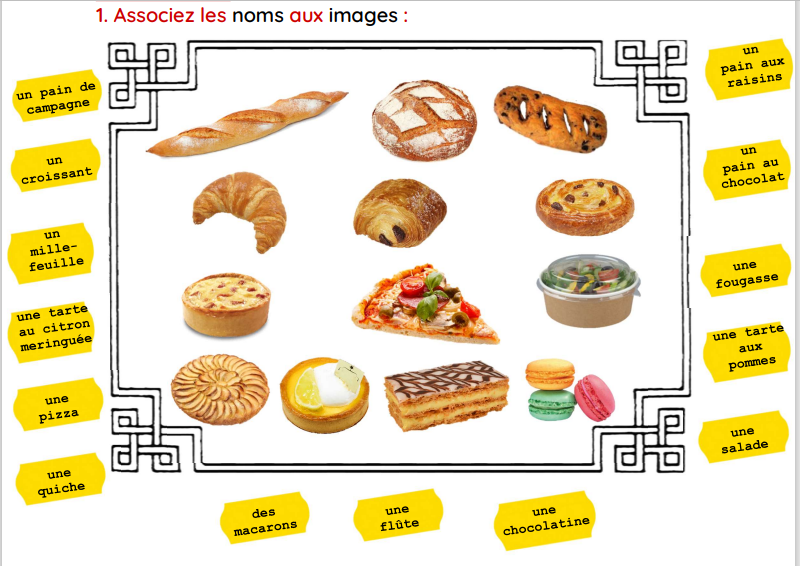 1. Associez les noms aux images :
un pain de
campagne
un
croissant
un
mille-
feuille
une tarte
au citron
meringuée
une
pizza
une
quiche
un
pain aux
raisins
un
pain au
chocolat
une
fougasse
une tarte
aux
pommes
une
salade
des
macarons
une
flûte
une
chocolatine